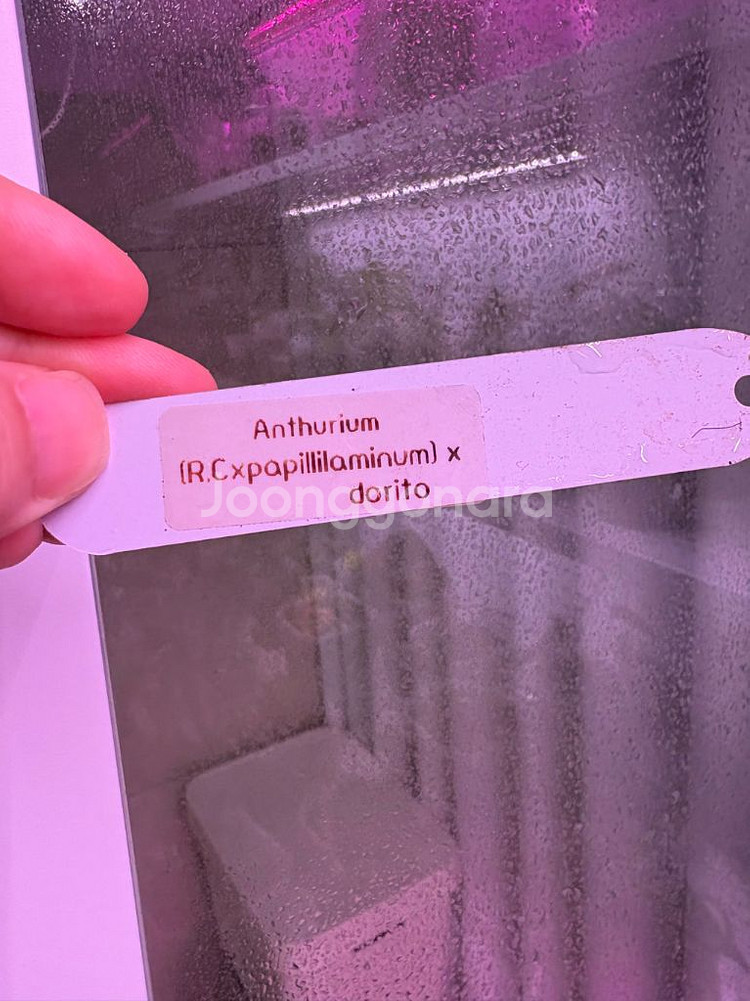 Anthurium
(R.Cxpapillilaminum) x
dorito
Joonggonara